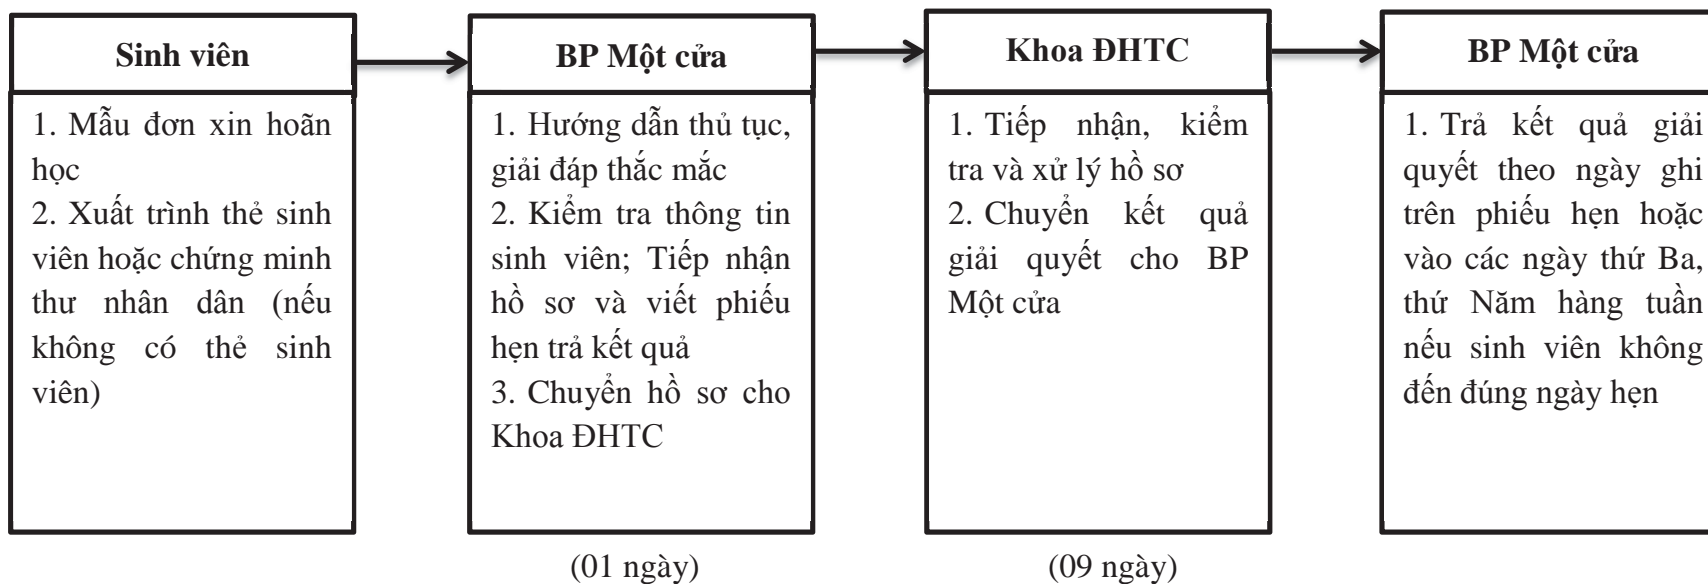 Sinh viên
1. Mẫu đơn xin hoãn
học
2. Xuất trình thẻ sinh
viên hoặc chứng minh
thư nhân dân (nếu
không có thẻ sinh
viên)
BP Một cửa
1. Hướng dẫn thủ tục,
giải đáp thắc mắc
2. Kiểm tra thông tin
sinh viên; Tiếp nhận
hồ sơ và viết phiếu
hẹn trả kết quả
3. Chuyển hồ sơ cho
Khoa ĐHTC
(01 ngày)
Khoa ĐHTC
1. Tiếp nhận, kiểm
tra và xử lý hồ sơ
2. Chuyển kết quả
giải quyết cho BP
Một cửa
(09 ngày)
BP Một cửa
1. Trả kết quả giải
quyết theo ngày ghi
trên phiếu hẹn hoặc
vào các ngày thứ Ba,
thứ Năm hàng tuần
nếu sinh viên không
đến đúng ngày hẹn